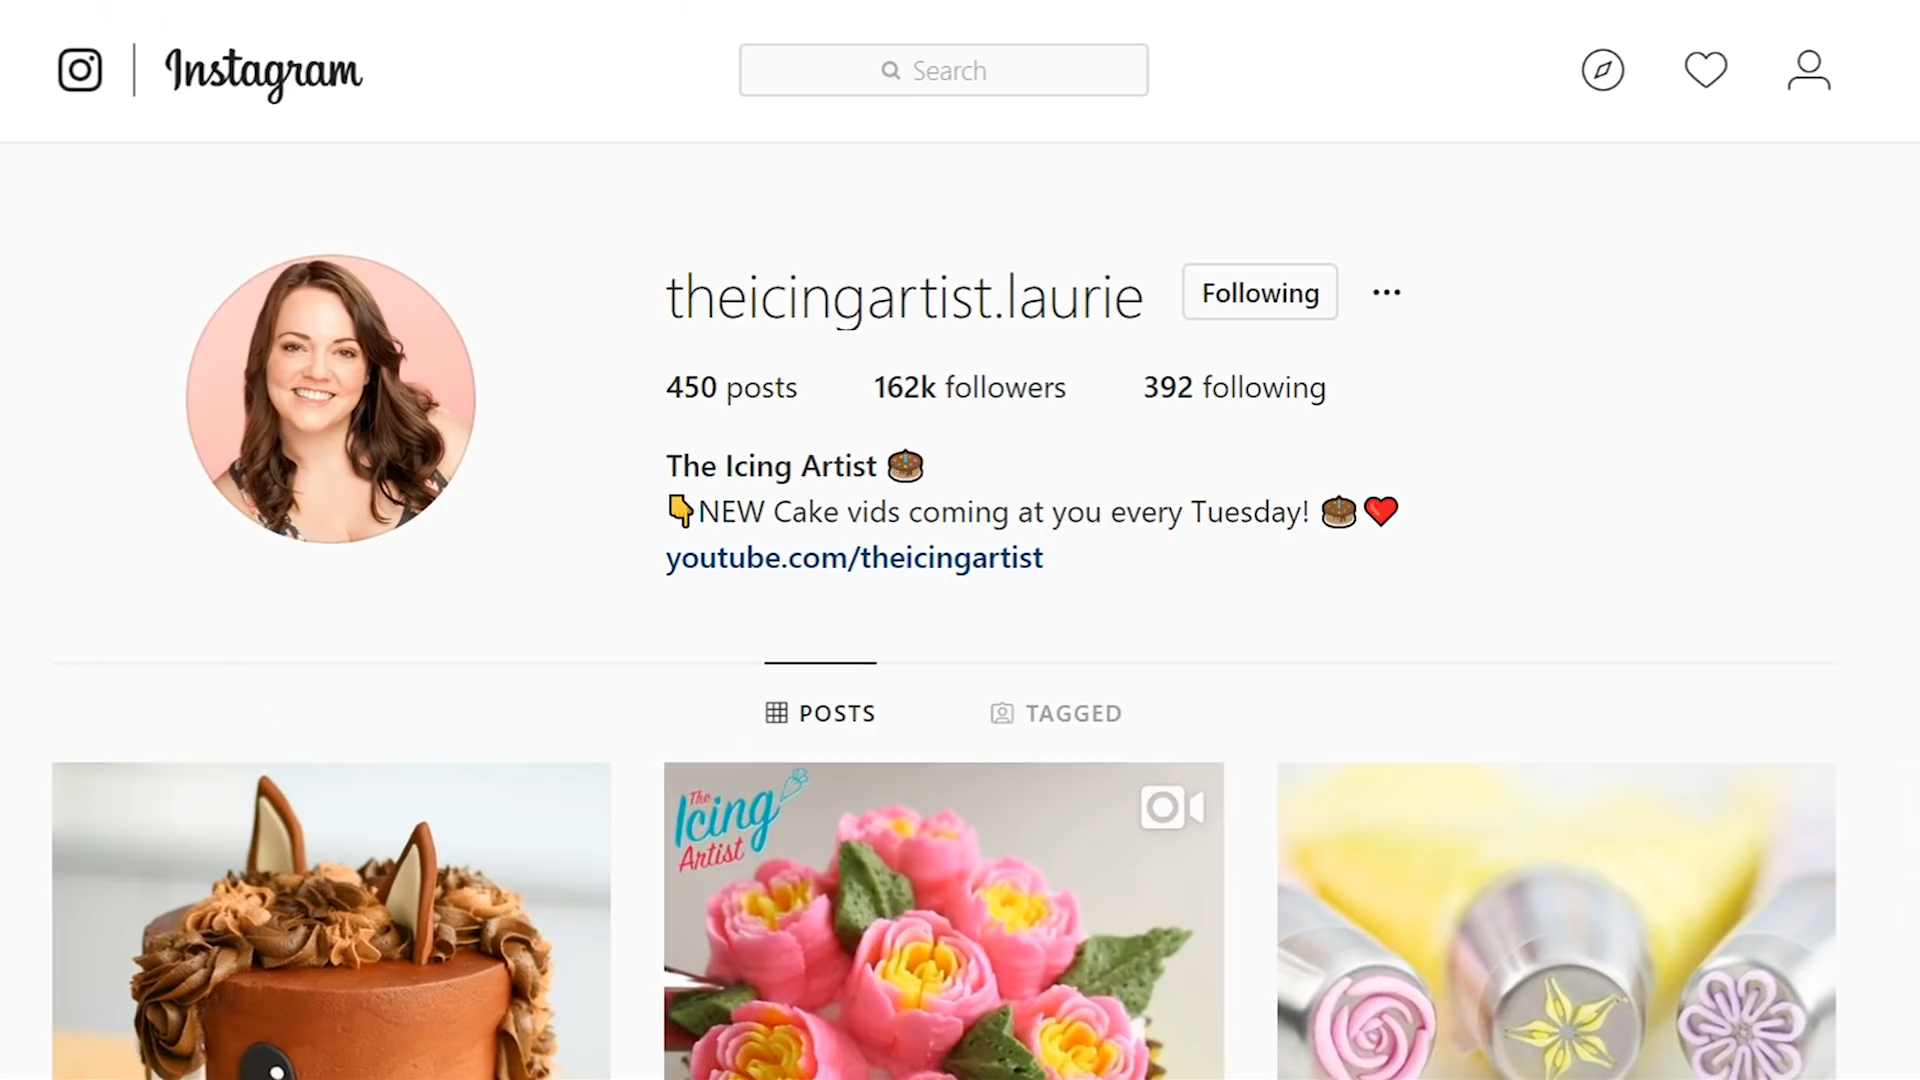 Instagram
Search
theicingartist.laurie Following
450 posts 162k followers 392 following
The Icing Artist 🎂
👇NEW Cake vids coming at you every Tuesday! 🎂❤️
youtube.com/theicingartist
POSTS TAGGED
The
Icing
Artist